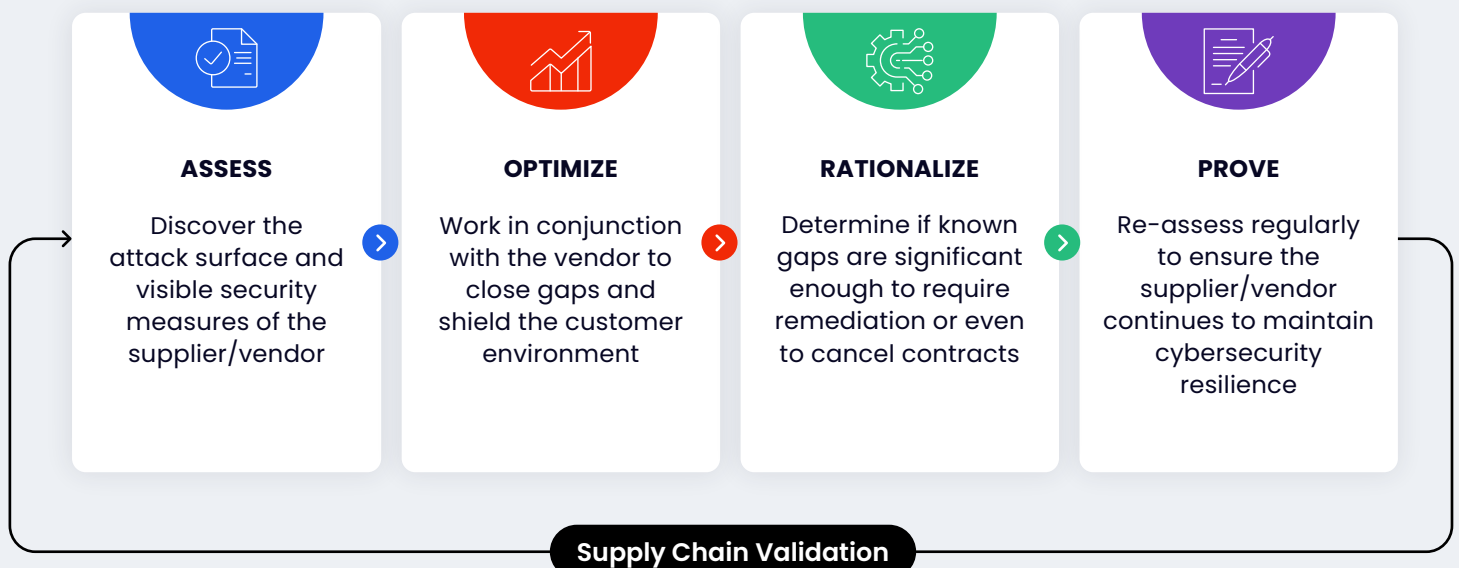 ASSESS
Discover the
attack surface and
visible security
measures of the
supplier/vendor
OPTIMIZE
Work in conjunction
with the vendor to
close gaps and
shield the customer
environment
RATIONALIZE
Determine if known
gaps are significant
enough to require
remediation or even
to cancel contracts
PROVE
Re-assess regularly
to ensure the
supplier/vendor
continues to maintain
cybersecurity
resilience
Supply Chain Validation